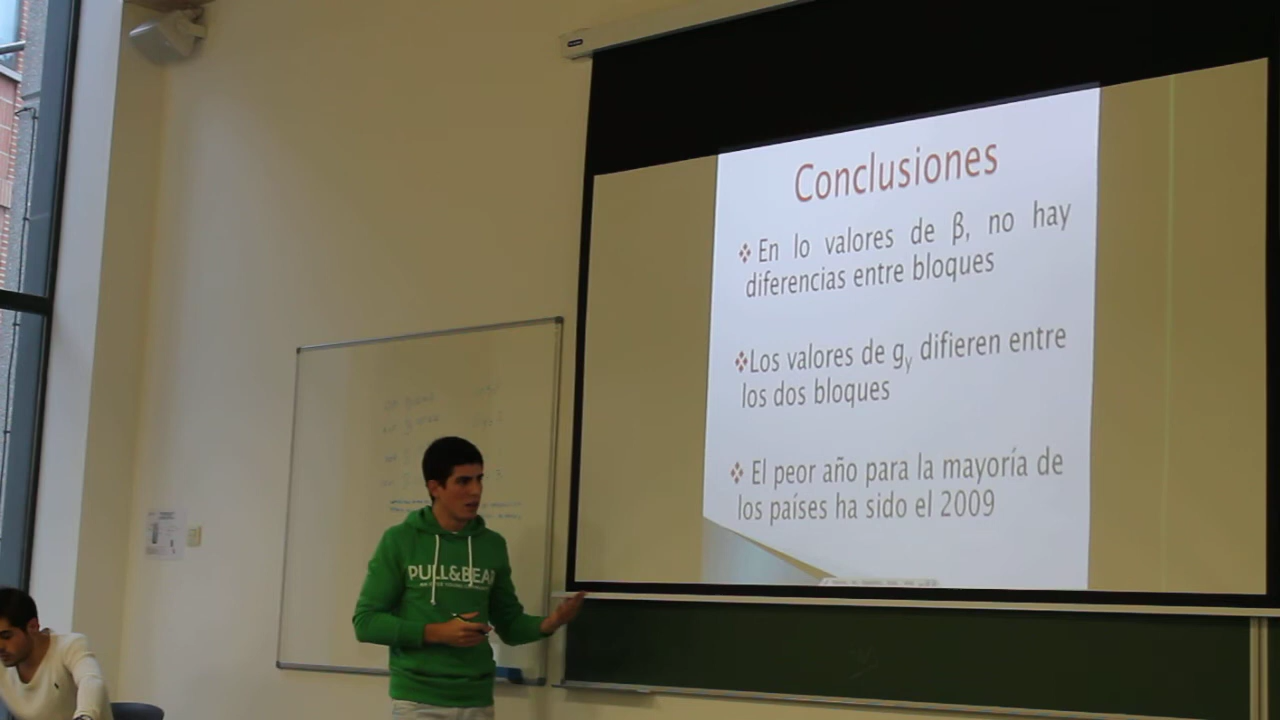 Conclusiones
❖ En lo valores de β, no hay
diferencias entre bloques
❖Los valores de gy difieren entre
los dos bloques
❖ El peor año para la mayoría de
los países ha sido el 2009
PULL&BEAR